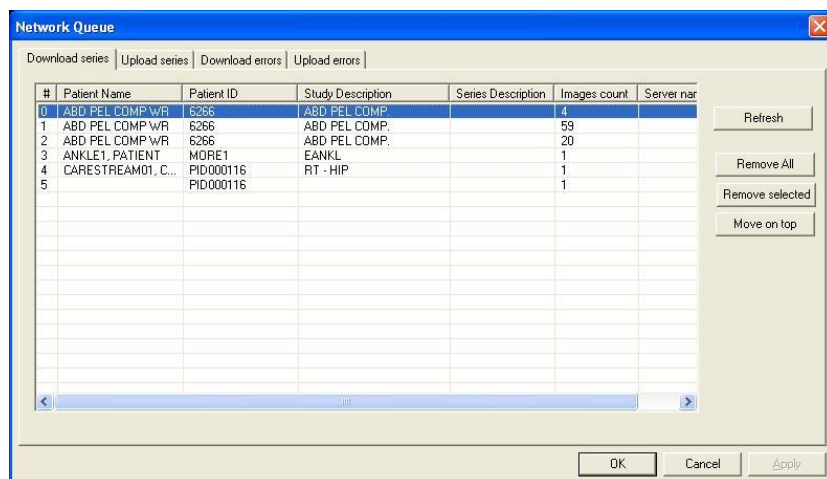 Network Queue
Download series Upload series Download errors Upload errors
# Patient Name Patient ID Study Description Series Description Images count Server nar
0 ABD PEL COMP WR 6266 ABD PEL COMP. 4
1 ABD PEL COMP WR 6266 ABD PEL COMP. 59
2 ABD PEL COMP WR 6266 ABD PEL COMP. 20
3 ANKLE1, PATIENT MORE1 EANKL 1
4 CARESTREAM01, C... PID000116 RT - HIP 1
5 PID000116 1
Refresh
Remove All
Remove selected
Move on top
OK Cancel Apply